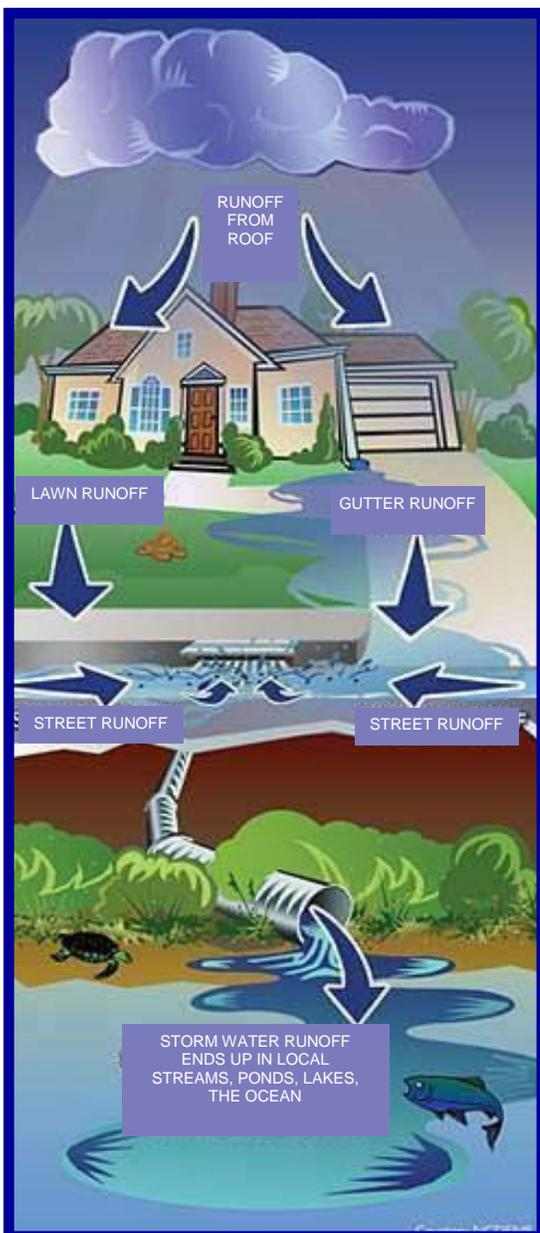 RUNOFF
FROM
ROOF
LAWN RUNOFF
GUTTER RUNOFF
STREET RUNOFF
STREET RUNOFF
STORM WATER RUNOFF
ENDS UP IN LOCAL
STREAMS, PONDS, LAKES,
THE OCEAN